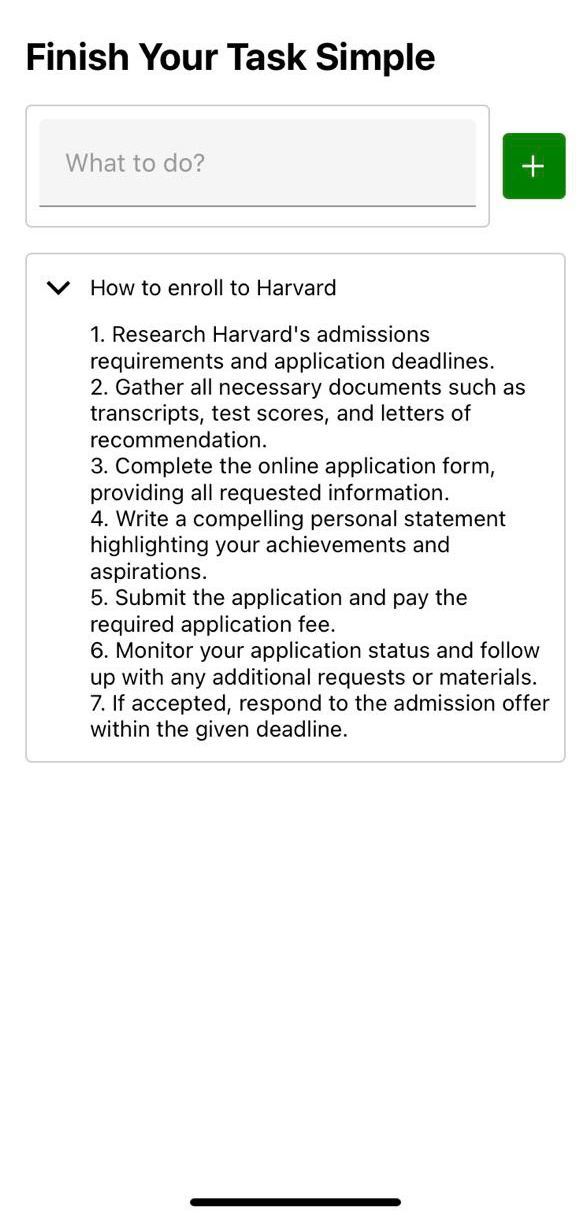 Finish Your Task Simple
What to do?
+
How to enroll to Harvard
1. Research Harvard's admissions
requirements and application deadlines.
2. Gather all necessary documents such as
transcripts, test scores, and letters of
recommendation.
3. Complete the online application form,
providing all requested information.
4. Write a compelling personal statement
highlighting your achievements and
aspirations.
5. Submit the application and pay the
required application fee.
6. Monitor your application status and follow
up with any additional requests or materials.
7. If accepted, respond to the admission offer
within the given deadline.